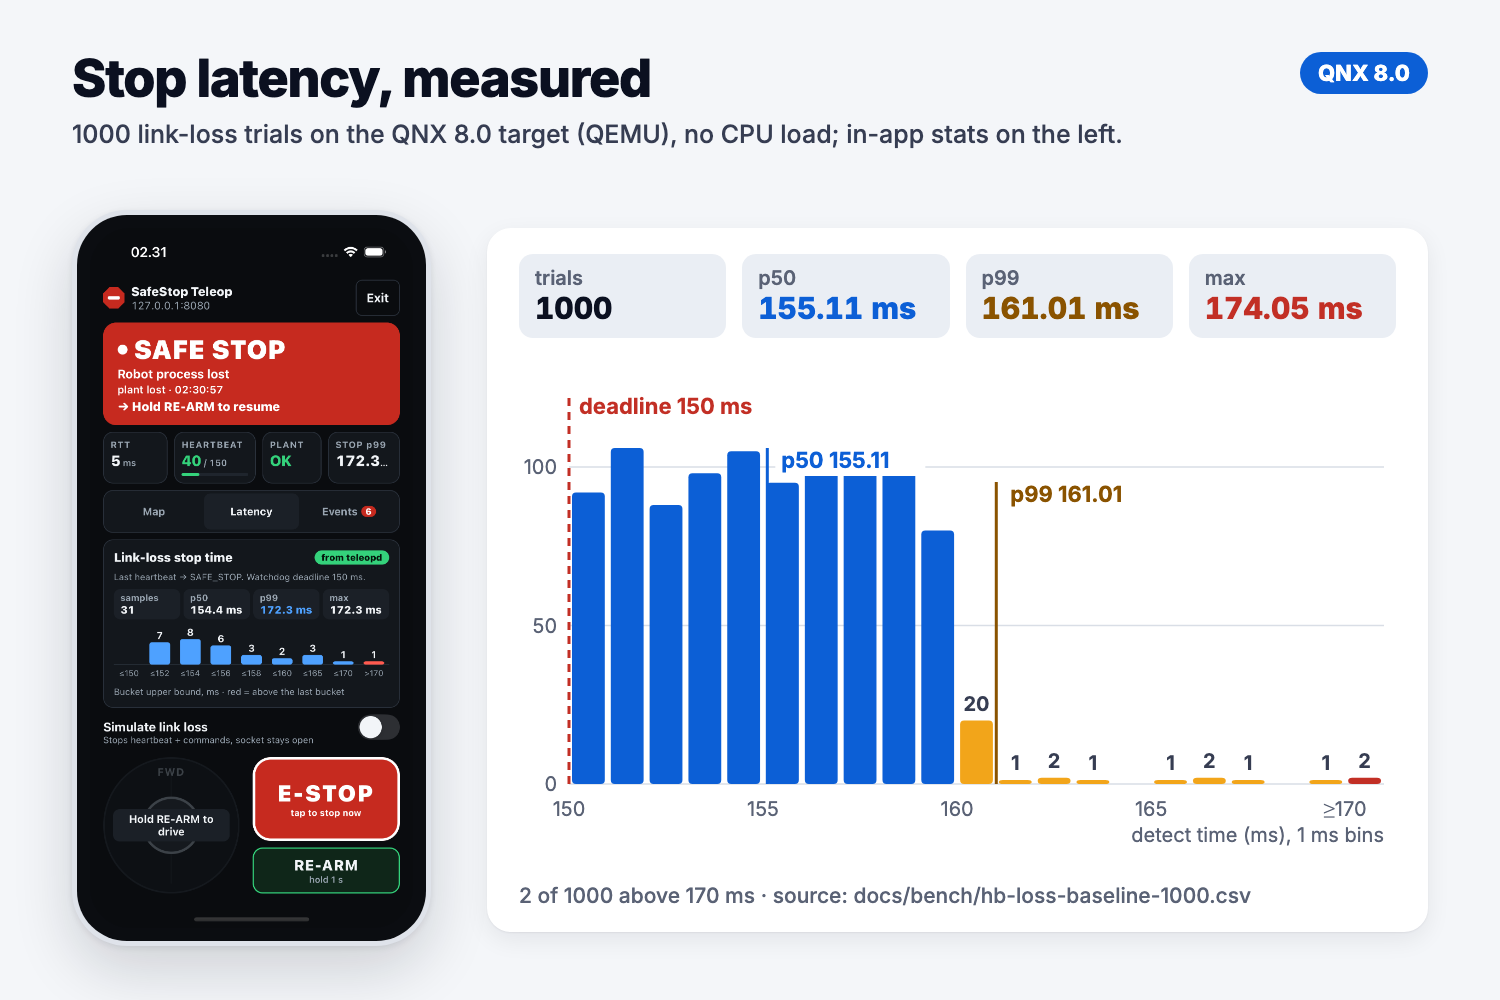 Stop latency, measured
QNX 8.0
1000 link-loss trials on the QNX 8.0 target (QEMU), no CPU load; in-app stats on the left.
02.31
SafeStop Teleop
127.0.0.1:8080
Exit
SAFE STOP
Robot process lost
plant lost · 02:30:57
→ Hold RE-ARM to resume
RTT
5 ms
HEARTBEAT
40 / 150
PLANT
OK
STOP p99
172.3...
Map
Latency
Events 6
Link-loss stop time
from teleopd
Last heartbeat → SAFE_STOP. Watchdog deadline 150 ms.
samples
31
p50
154.4 ms
p99
172.3 ms
max
172.3 ms
7 8 6 3 2 3 1 1
≤150 ≤152 ≤154 ≤156 ≤158 ≤160 ≤165 ≤170 >170
Bucket upper bound, ms · red = above the last bucket
Simulate link loss
Stops heartbeat + commands, socket stays open
FWD
Hold RE-ARM to
drive
E-STOP
tap to stop now
RE-ARM
hold 1 s
trials
1000
p50
155.11 ms
p99
161.01 ms
max
174.05 ms
deadline 150 ms
p50 155.11
p99 161.01
100
50
0
20 1 2 1 1 2 1 1 2
150 155 160 165 ≥170
detect time (ms), 1 ms bins
2 of 1000 above 170 ms · source: docs/bench/hb-loss-baseline-1000.csv